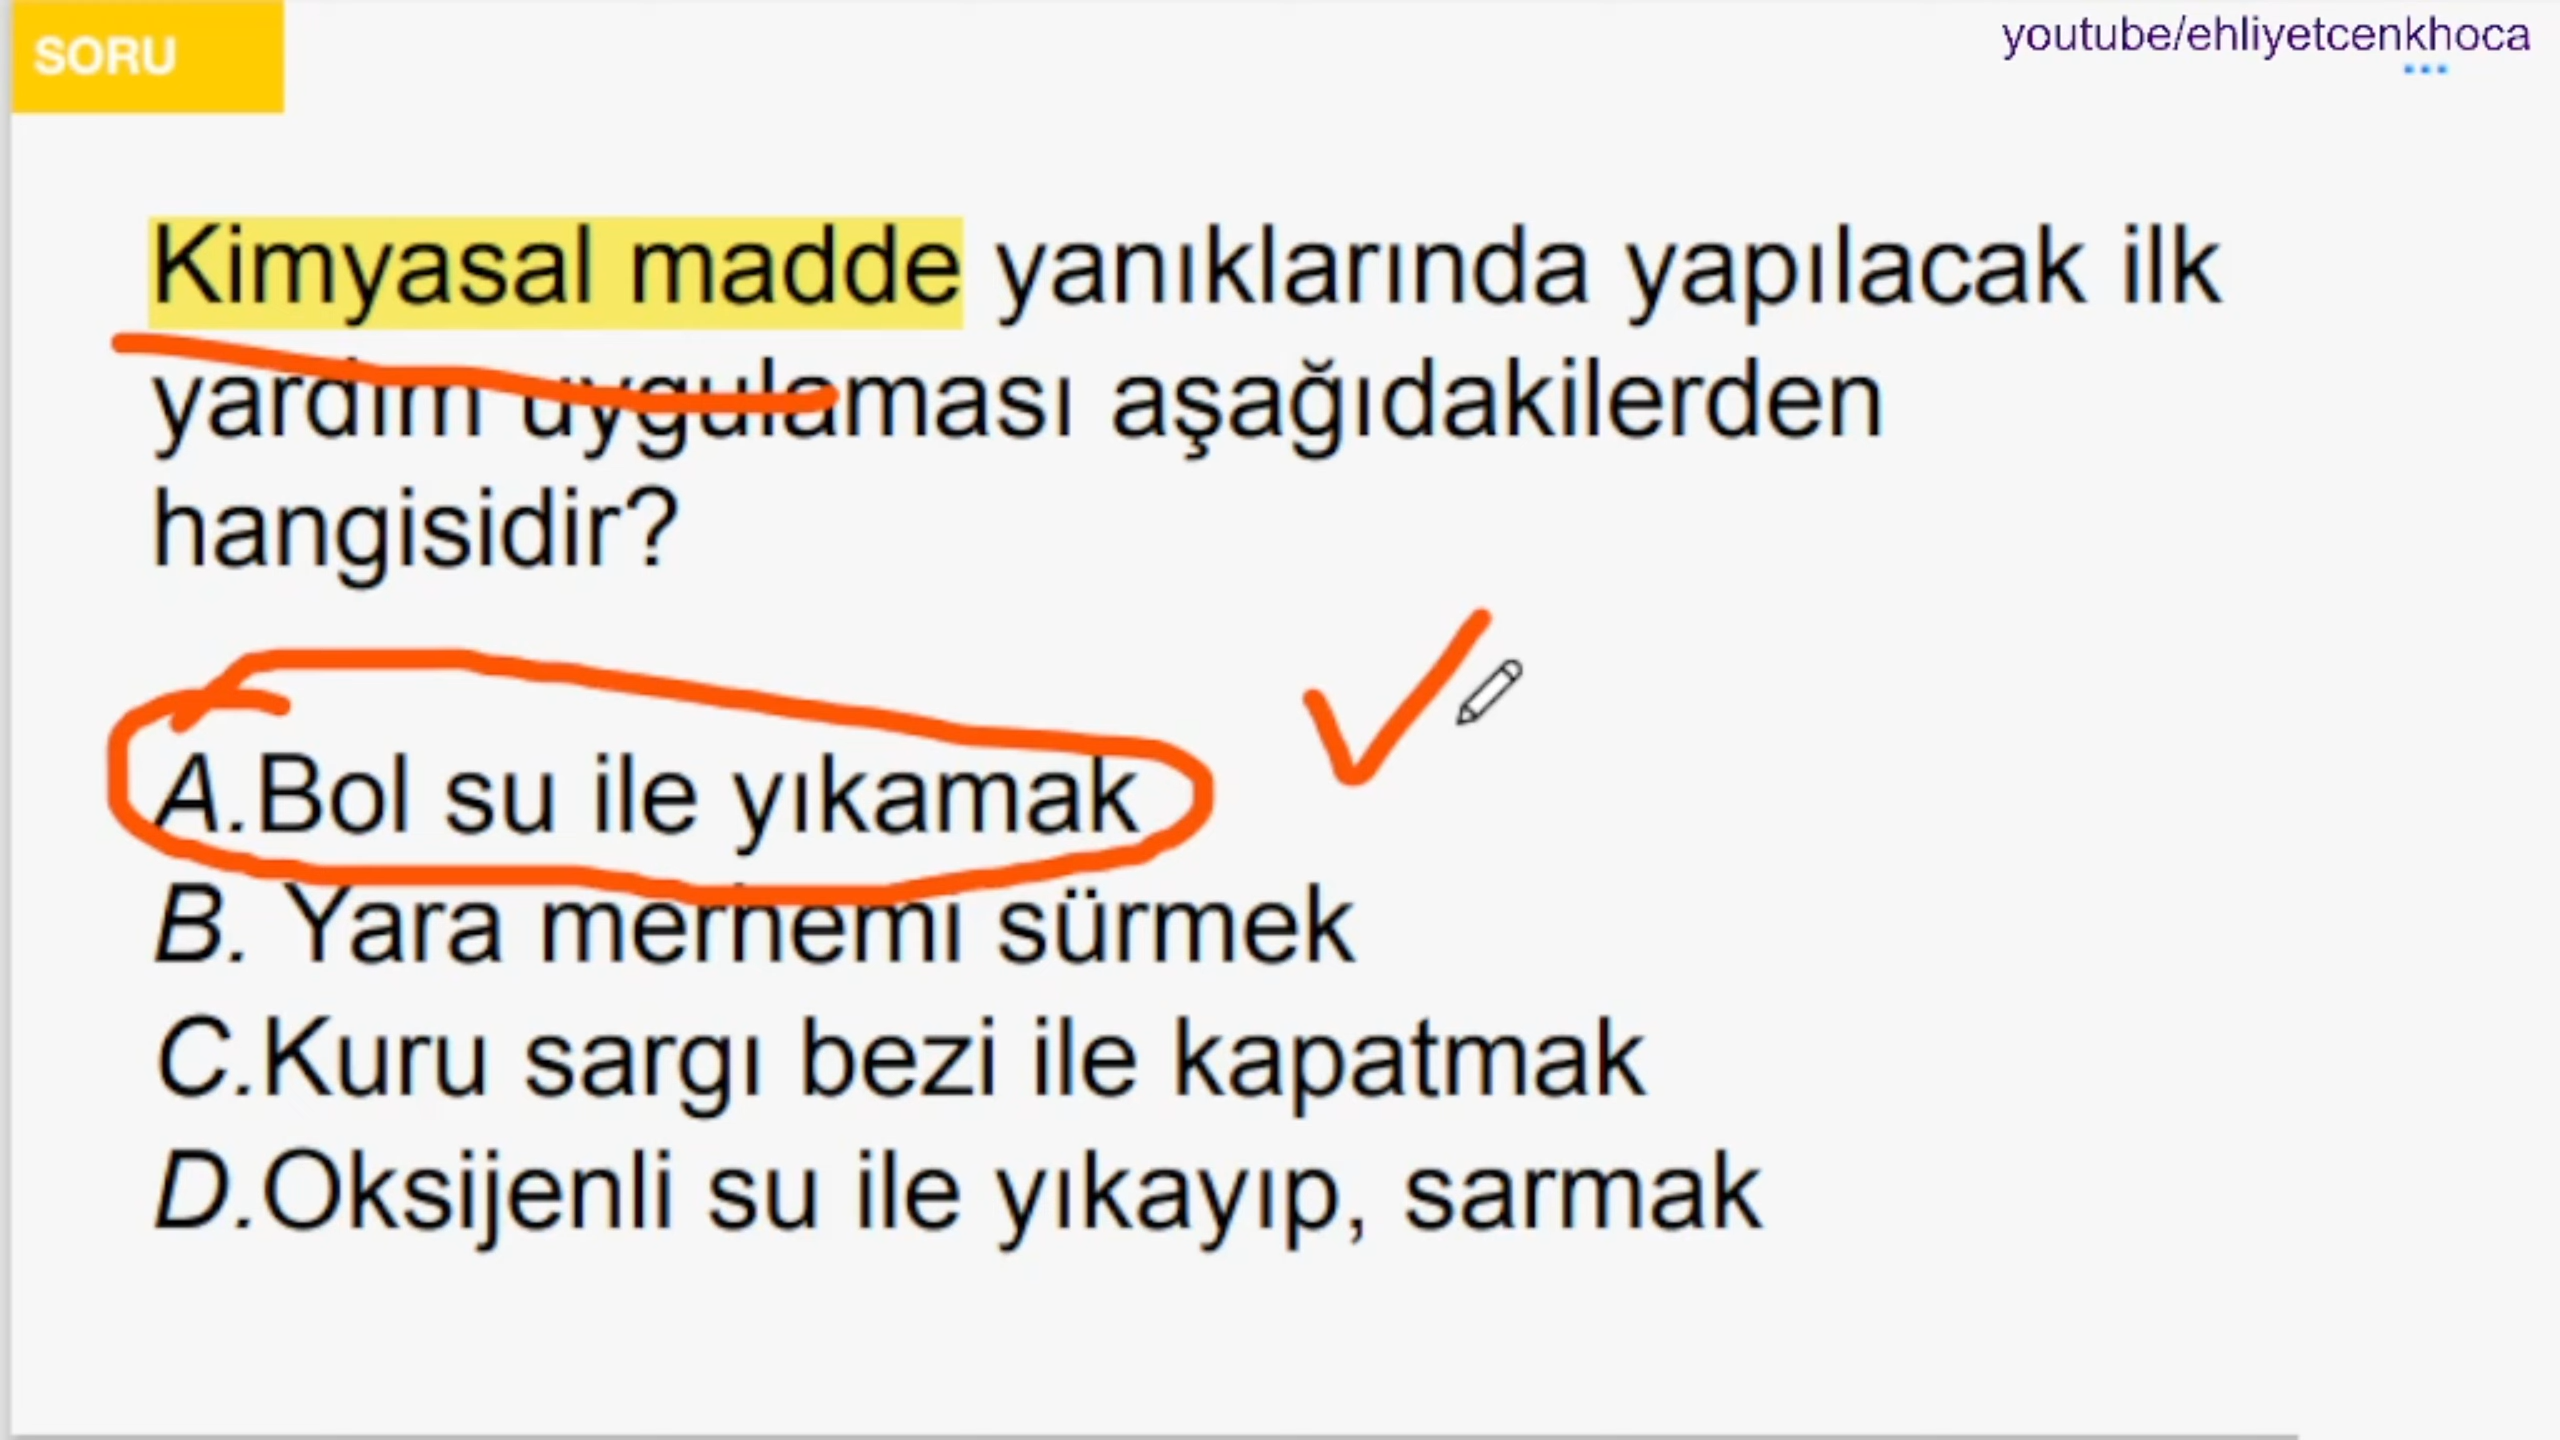 SORU
youtube/ehliyetcenkhoca
Kimyasal madde yanıklarında yapılacak ilk
yardım uygulaması aşağıdakilerden
hangisidir?
A.Bol su ile yıkamak
B. Yara merhemi sürmek
C.Kuru sargı bezi ile kapatmak
D.Oksijenli su ile yıkayıp, sarmak